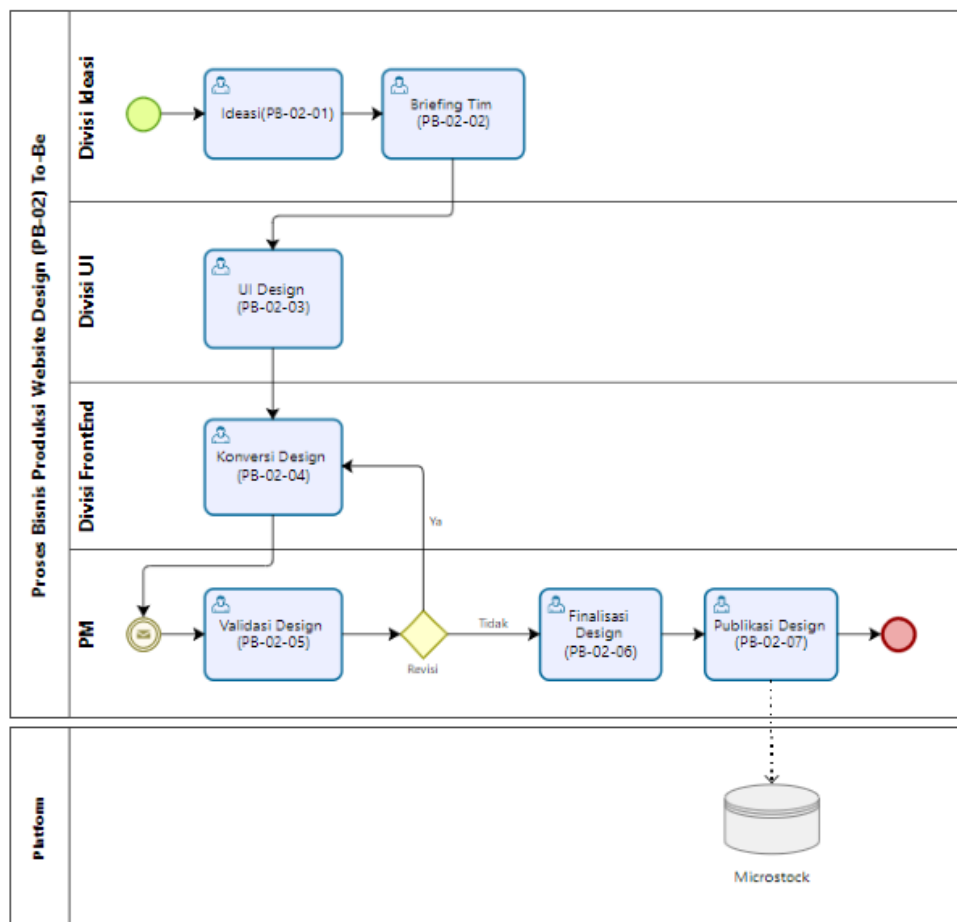 Proses Bisnis Produksi Website Design (PB-02) To-Be
Divisi Ideasi
Ideasi(PB-02-01)
Briefing Tim
(PB-02-02)
Divisi UI
UI Design
(PB-02-03)
Divisi FrontEnd
Konversi Design
(PB-02-04)
Ya
PM
Validasi Design
(PB-02-05)
Revisi
Tidak
Finalisasi
Design
(PB-02-06)
Publikasi Design
(PB-02-07)
Platform
Microstock